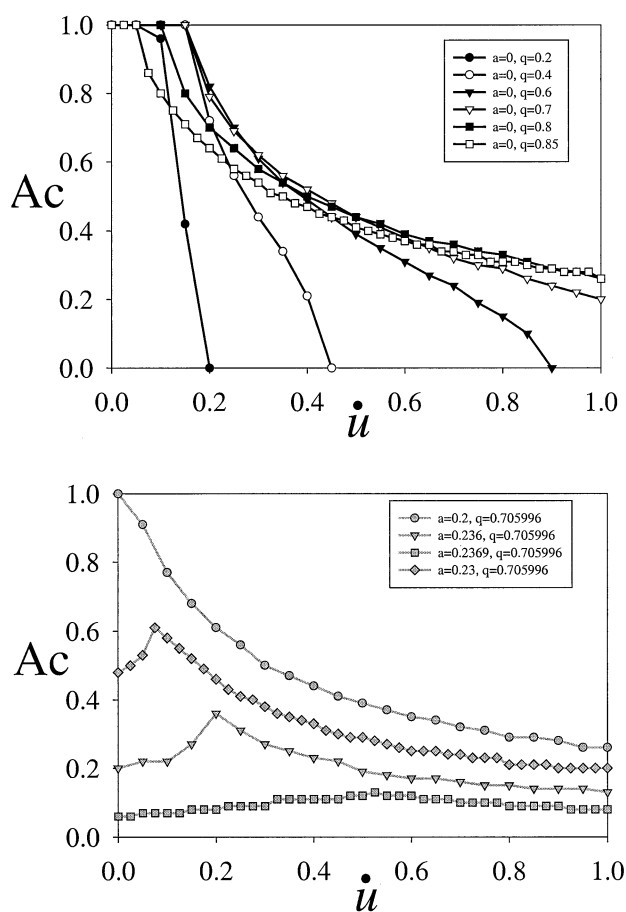 1.0
0.8
0.6
0.4
0.2
0.0
Ac
a=0, q=0.2
a=0, q=0.4
a=0, q=0.6
a=0, q=0.7
a=0, q=0.8
a=0, q=0.85
0.0 0.2 0.4 0.6 0.8 1.0
u̇
1.0
0.8
0.6
0.4
0.2
0.0
Ac
a=0.2, q=0.705996
a=0.236, q=0.705996
a=0.2369, q=0.705996
a=0.23, q=0.705996
0.0 0.2 0.4 0.6 0.8 1.0
u̇